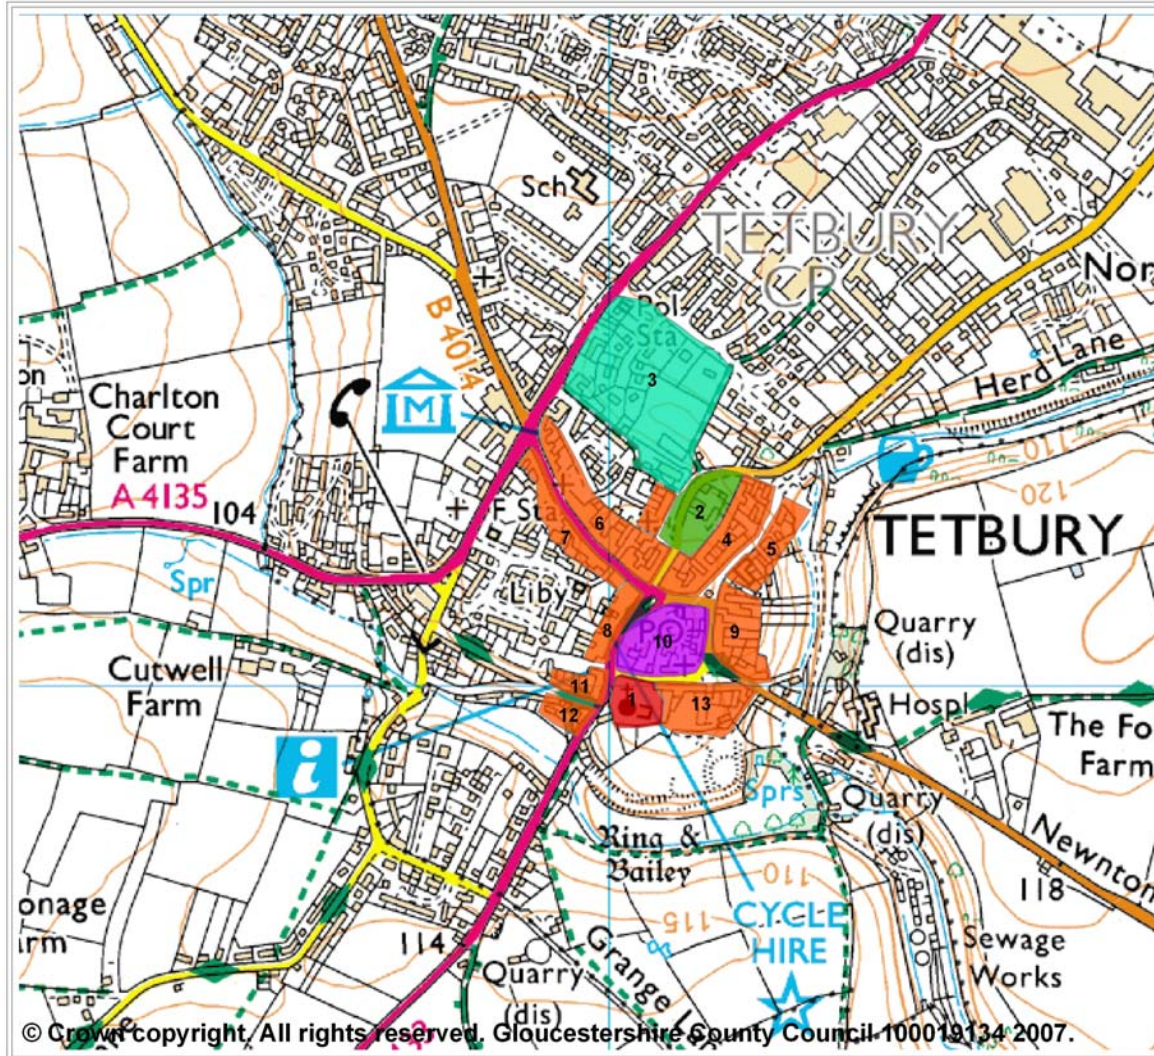 Sch
TETBURY
CP
Pol
Sta
Nor
B 4014
M
3
Herd Lane
110
Charlton
Court
Farm
A 4135
104
120
TETBURY
2
F Sta
6
7
4
5
Spr
Liby
8
10
9
Quarry
(dis)
Cutwell
Farm
11
12
1
13
Hospl
The Fo
Farm
i
Sprs
Quarry
(dis)
Ring &
Bailey
Newnton
110
118
onage
arm
115
CYCLE
HIRE
114
Quarry
(dis)
Grange La
Sewage
Works
© Crown copyright. All rights reserved. Gloucestershire County Council 100019134 2007.